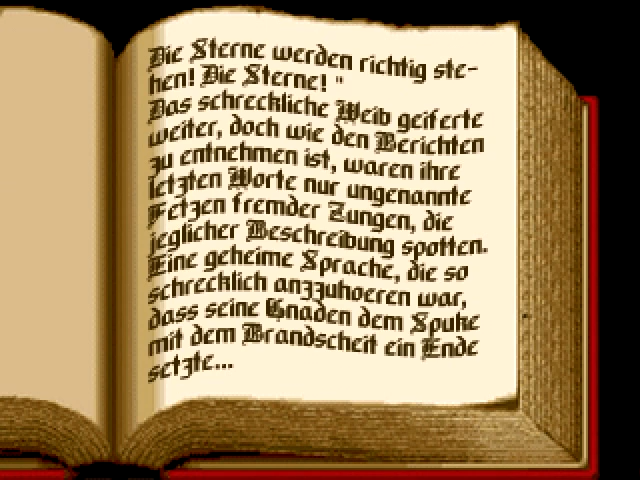 Die Sterne werden richtig ste-
hen! Die Sterne! "
Das schreckliche Weib geiferte
weiter, doch wie den Berichten
zu entnehmen ist, waren ihre
letzten Worte nur ungenannte
Fetzen fremder Zungen, die
jeglicher Beschreibung spotten.
Eine geheime Sprache, die so
schrecklich anzzuhoeren war,
dass seine Gnaden dem Spuke
mit dem Brandscheit ein Ende
setzte...